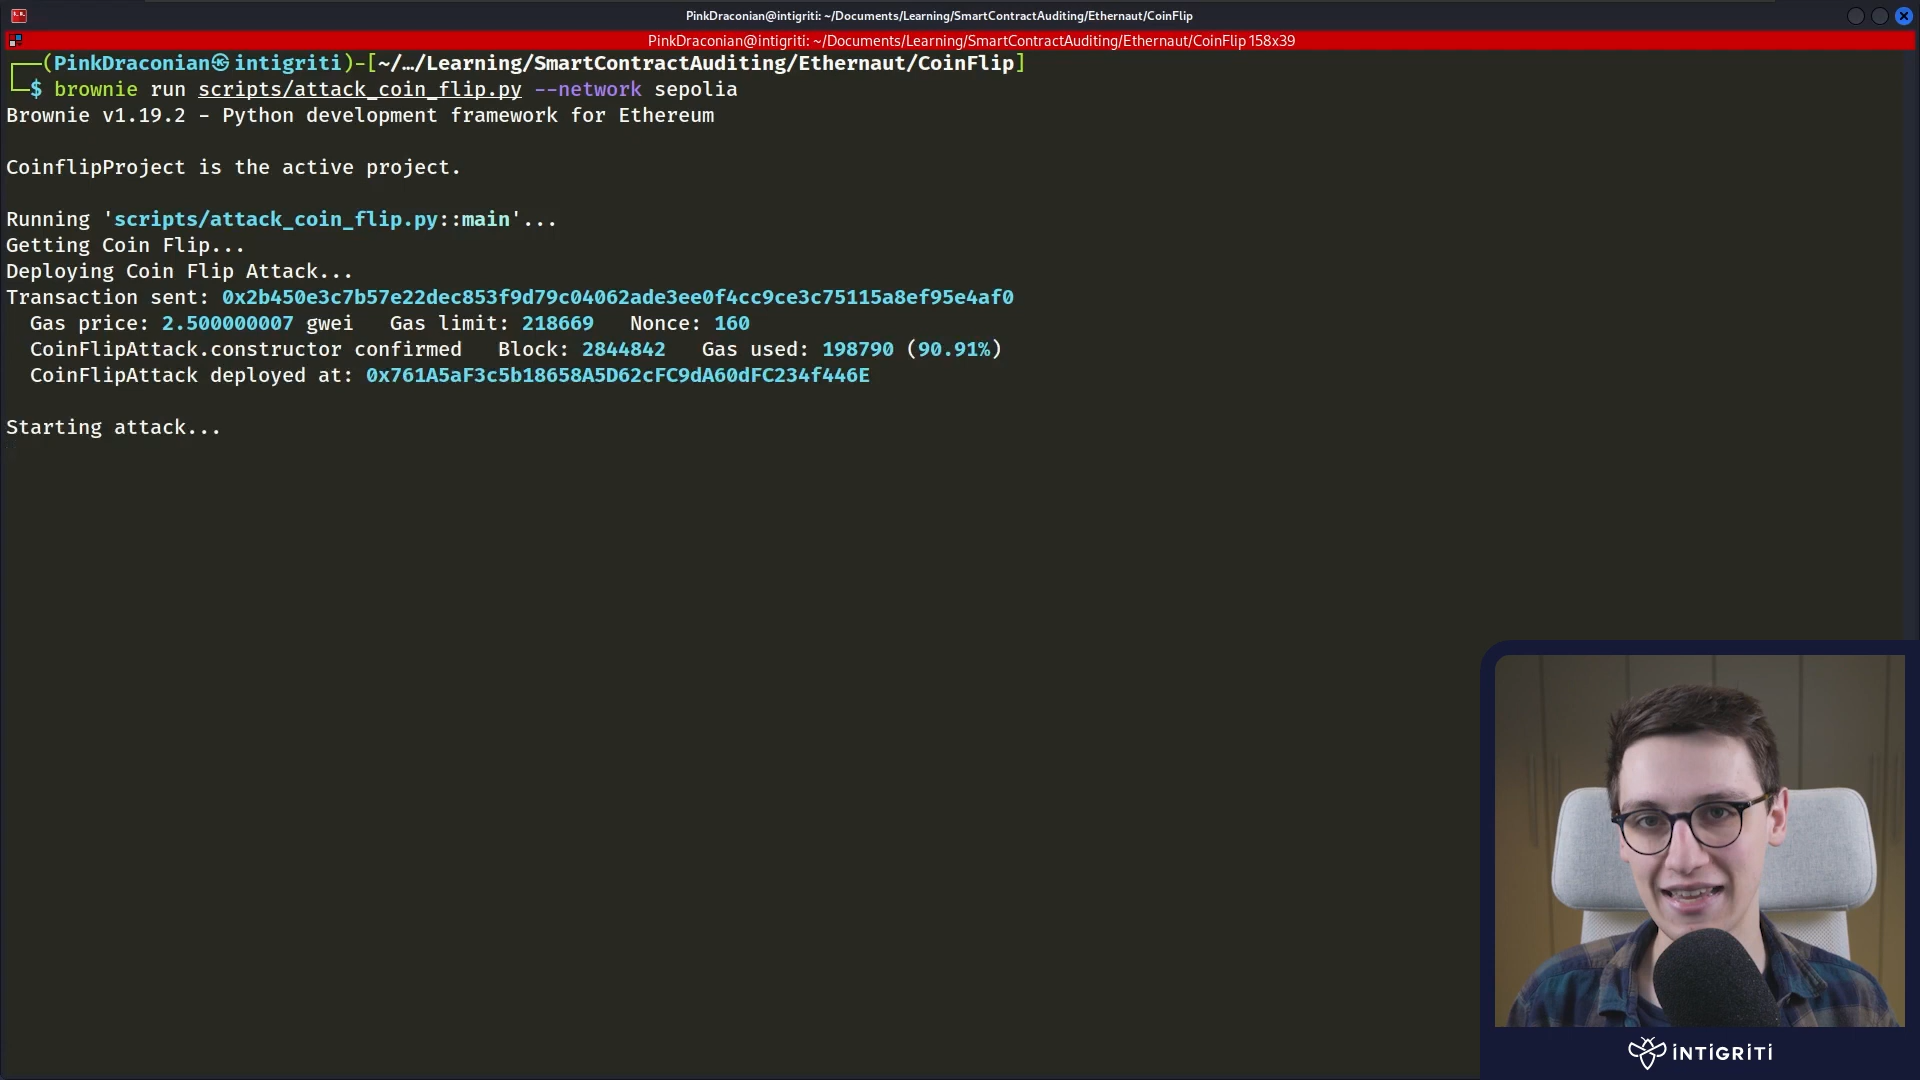 PinkDraconian@intigriti: ~/Documents/Learning/SmartContractAuditing/Ethernaut/CoinFlip
PinkDraconian@intigriti: ~/Documents/Learning/SmartContractAuditing/Ethernaut/CoinFlip 158x39
┌──(PinkDraconian㉿intigriti)-[~/…/Learning/SmartContractAuditing/Ethernaut/CoinFlip]
└─$ brownie run scripts/attack_coin_flip.py --network sepolia
Brownie v1.19.2 - Python development framework for Ethereum
CoinflipProject is the active project.
Running 'scripts/attack_coin_flip.py::main'...
Getting Coin Flip...
Deploying Coin Flip Attack...
Transaction sent: 0x2b450e3c7b57e22dec853f9d79c04062ade3ee0f4cc9ce3c75115a8ef95e4af0
Gas price: 2.500000007 gwei   Gas limit: 218669   Nonce: 160
CoinFlipAttack.constructor confirmed   Block: 2844842   Gas used: 198790 (90.91%)
CoinFlipAttack deployed at: 0x761A5aF3c5b18658A5D62cFC9dA60dFC234f446E
Starting attack...
INTIGRITI